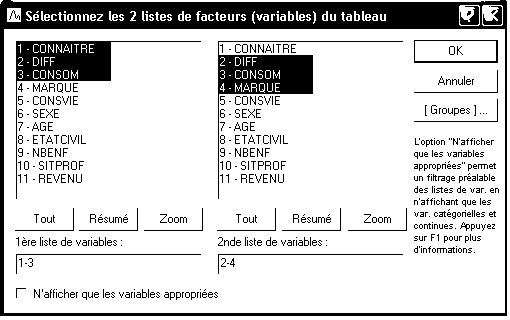 Sélectionnez les 2 listes de facteurs (variables) du tableau
1 - CONNAITRE
2 - DIFF
3 - CONSOM
4 - MARQUE
5 - CONSVIE
6 - SEXE
7 - AGE
8 - ETATCIVIL
9 - NBENF
10 - SITPROF
11 - REVENU
1 - CONNAITRE
2 - DIFF
3 - CONSOM
4 - MARQUE
5 - CONSVIE
6 - SEXE
7 - AGE
8 - ETATCIVIL
9 - NBENF
10 - SITPROF
11 - REVENU
OK
Annuler
[ Groupes ] ...
L'option "N'afficher
que les variables
appropriées" permet
un filtrage préalable
des listes de var. en
n'affichant que les
var. catégorielles et
continues. Appuyez
sur F1 pour plus
d'informations.
Tout Résumé Zoom
Tout Résumé Zoom
1ère liste de variables :
2nde liste de variables :
1-3
2-4
N'afficher que les variables appropriées